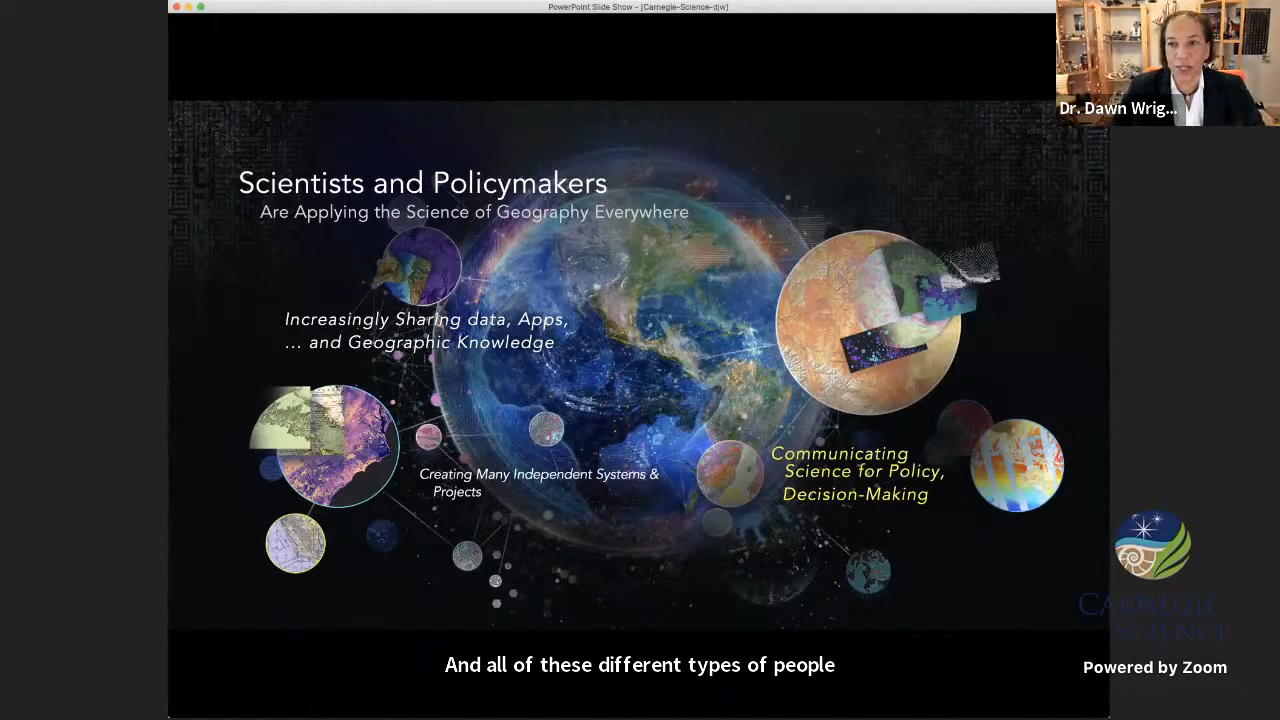 PowerPoint Slide Show - [Carnegie-Science-djw]
Dr. Dawn Wrig...
Scientists and Policymakers
Are Applying the Science of Geography Everywhere
Increasingly Sharing data, Apps,
... and Geographic Knowledge
Creating Many Independent Systems &
Projects
Communicating
Science for Policy,
Decision-Making
CARNEGIE
SCIENCE
Powered by Zoom
And all of these different types of people